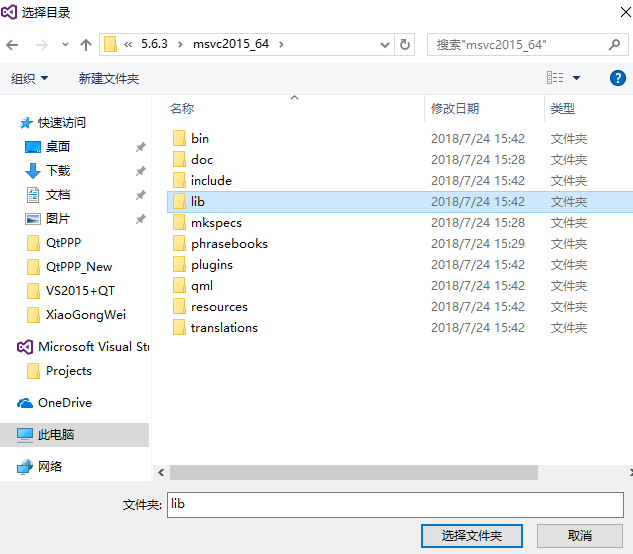 选择目录
« 5.6.3 › msvc2015_64 ›
搜索"msvc2015_64"
组织 新建文件夹
名称 修改日期 类型
快速访问
桌面
下载
文档
图片
QtPPP
QtPPP_New
VS2015+QT
XiaoGongWei
Microsoft Visual Stu
Projects
OneDrive
此电脑
网络
bin 2018/7/24 15:42 文件夹
doc 2018/7/24 15:28 文件夹
include 2018/7/24 15:42 文件夹
lib 2018/7/24 15:42 文件夹
mkspecs 2018/7/24 15:28 文件夹
phrasebooks 2018/7/24 15:29 文件夹
plugins 2018/7/24 15:42 文件夹
qml 2018/7/24 15:42 文件夹
resources 2018/7/24 15:42 文件夹
translations 2018/7/24 15:42 文件夹
文件夹: lib
选择文件夹 取消